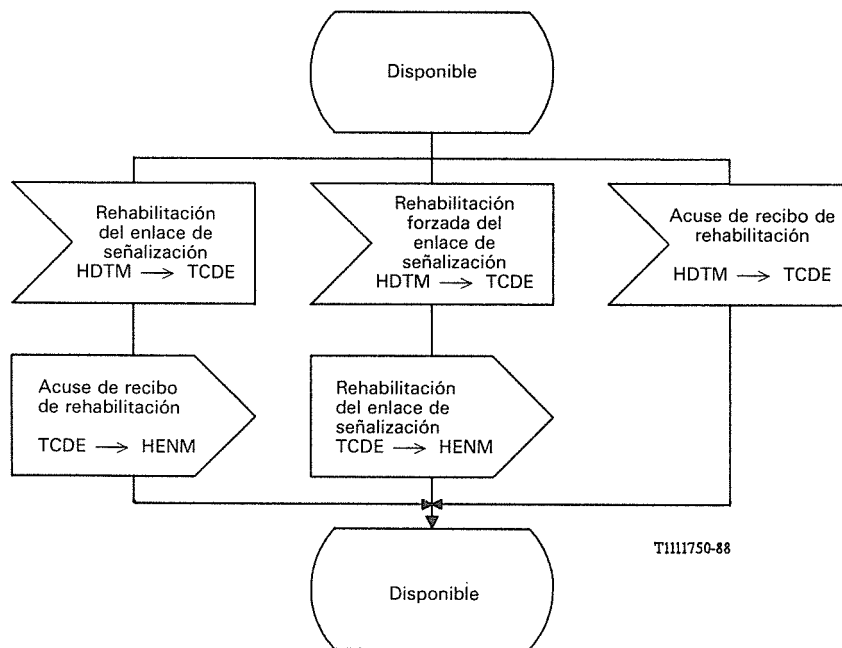 Disponible
Rehabilitación
del enlace de
señalización
HDTM → TCDE
Rehabilitación
forzada del
enlace de
señalización
HDTM → TCDE
Acuse de recibo de
rehabilitación
HDTM → TCDE
Acuse de recibo
de rehabilitación
TCDE → HENM
Rehabilitación
del enlace de
señalización
TCDE → HENM
T1111750-88
Disponible